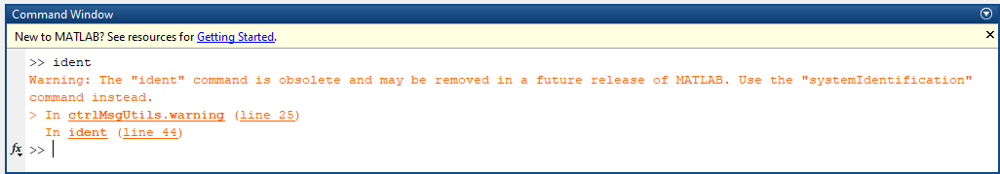 Command Window
New to MATLAB? See resources for Getting Started.
>> ident
Warning: The "ident" command is obsolete and may be removed in a future release of MATLAB. Use the "systemIdentification"
command instead.
> In ctrlMsgUtils.warning (line 25)
In ident (line 44)
fx >>